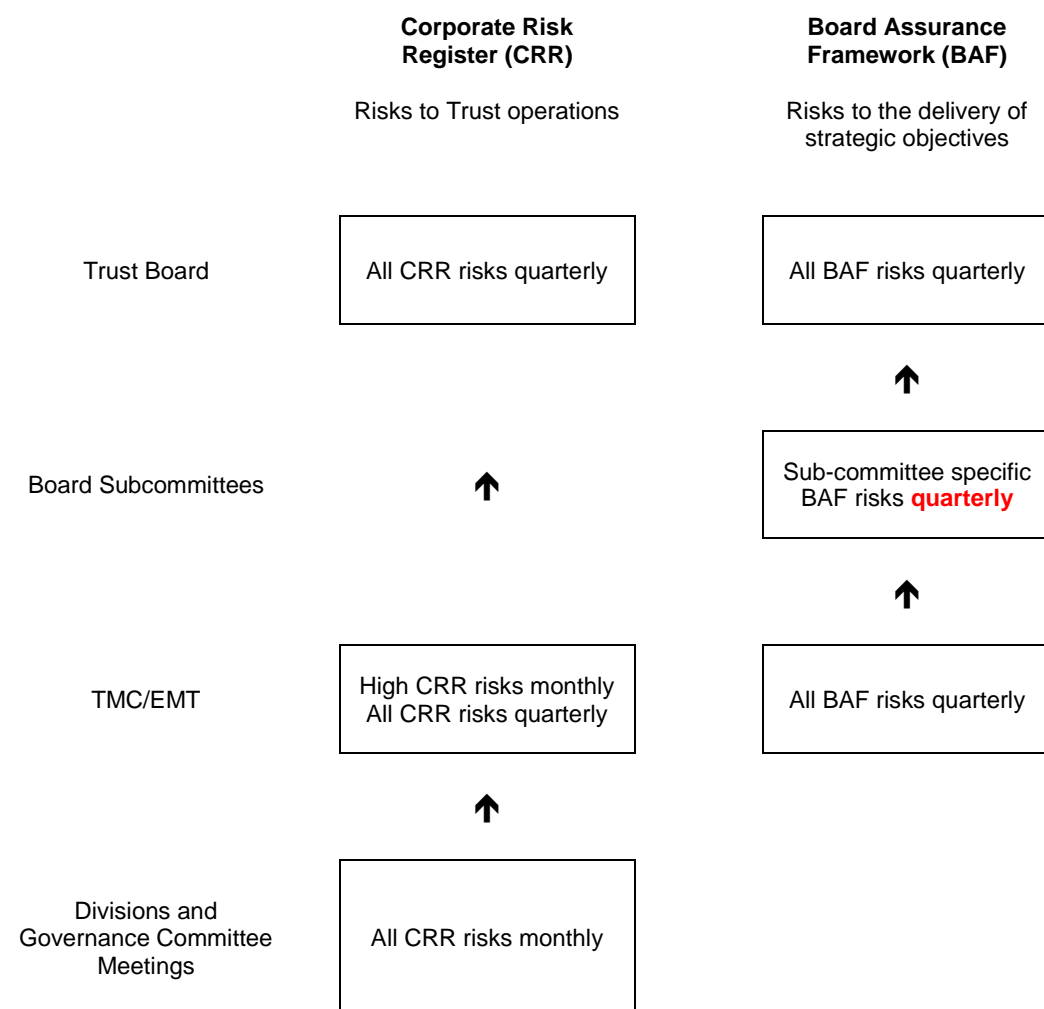 Corporate Risk
Register (CRR)
Board Assurance
Framework (BAF)
Risks to Trust operations
Risks to the delivery of
strategic objectives
Trust Board
All CRR risks quarterly
All BAF risks quarterly
Board Subcommittees
Sub-committee specific
BAF risks quarterly
TMC/EMT
High CRR risks monthly
All CRR risks quarterly
All BAF risks quarterly
Divisions and
Governance Committee
Meetings
All CRR risks monthly